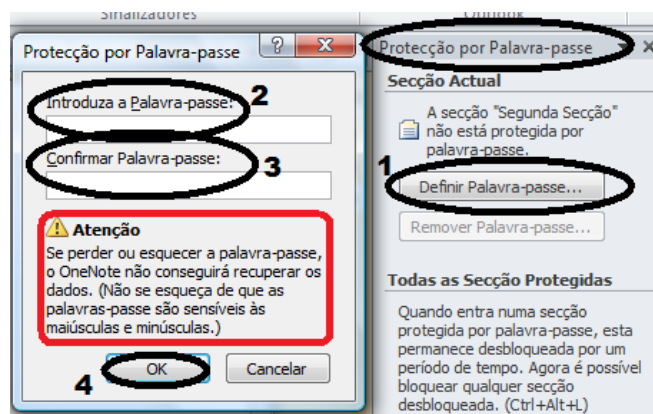 Sinalizadores
Outlook
Protecção por Palavra-passe
Introduza a Palavra-passe:
2
Confirmar Palavra-passe:
3
Atenção
Se perder ou esquecer a palavra-passe,
o OneNote não conseguirá recuperar os
dados. (Não se esqueça de que as
palavras-passe são sensíveis às
maiúsculas e minúsculas.)
4
OK
Cancelar
Protecção por Palavra-passe
Secção Actual
A secção "Segunda Secção"
não está protegida por
palavra-passe.
1
Definir Palavra-passe...
Remover Palavra-passe...
Todas as Secção Protegidas
Quando entra numa secção
protegida por palavra-passe, esta
permanece desbloqueada por um
período de tempo. Agora é possível
bloquear qualquer secção
desbloqueada. (Ctrl+Alt+L)